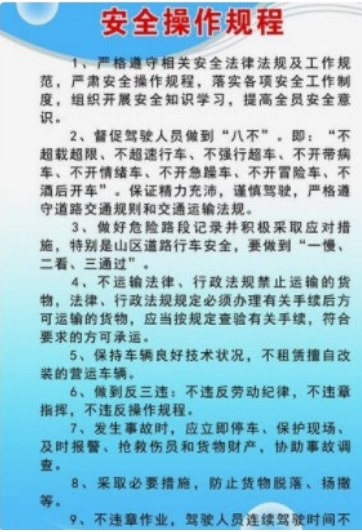 安全操作规程
1、严格遵守相关安全法律法规及工作规
范，严肃安全操作规程，落实各项安全工作制
度，组织开展安全知识学习，提高全员安全意
识。
2、督促驾驶人员做到“八不”。即：“不
超载超限、不超速行车、不强行超车、不开带病
车、不开情绪车、不开急躁车、不开冒险车、不
酒后开车”。保证精力充沛，谨慎驾驶，严格遵
守道路交通规则和交通运输法规。
3、做好危险路段记录并积极采取应对措
施，特别是山区道路行车安全，要做到“一慢、
二看、三通过”。
4、不运输法律、行政法规禁止运输的货
物，法律、行政法规规定必须办理有关手续后方
可运输的货物，应当按规定查验有关手续，符合
要求的方可承运。
5、保持车辆良好技术状况，不租赁擅自改
装的营运车辆。
6、做到反三违：不违反劳动纪律，不违章
指挥，不违反操作规程。
7、发生事故时，应立即停车、保护现场、
及时报警、抢救伤员和货物财产，协助事故调
查。
8、采取必要措施，防止货物脱落、扬撒
等。
9、不违章作业，驾驶人员连续驾驶时间不